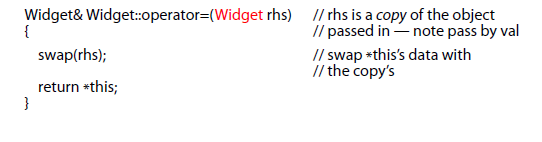 Widget& Widget::operator=(Widget rhs) // rhs is a copy of the object
{ // passed in — note pass by val
swap(rhs); // swap *this’s data with
// the copy’s
return *this;
}